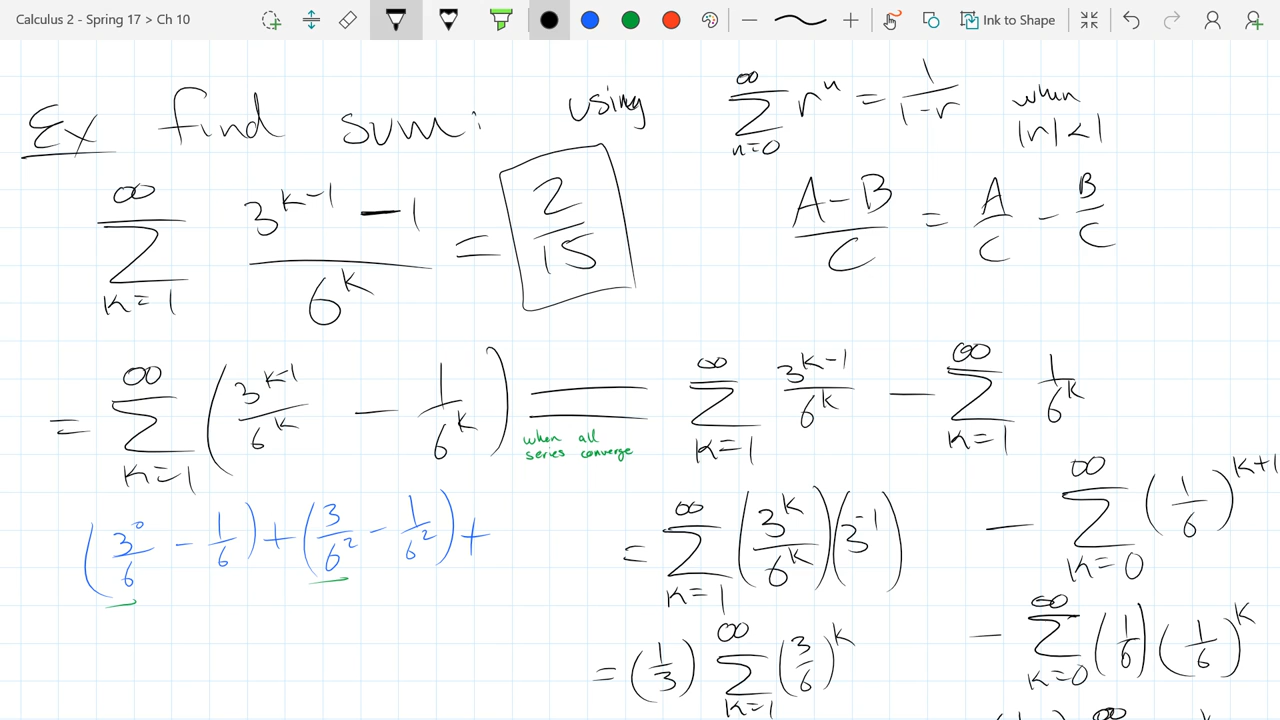 Calculus 2 - Spring 17 > Ch 10
Ink to Shape
Ex find sum: using ∞∑n=0 rⁿ = 1/(1-r) when |r| < 1
∞∑k=1 (3^(k-1) - 1)/6^k = 2/15
(A-B)/C = A/C - B/C
= ∞∑k=1 (3^(k-1)/6^k - 1/6^k) = ∞∑k=1 3^(k-1)/6^k - ∞∑k=1 1/6^k
when all
series converge
(3^0/6 - 1/6) + (3/6^2 - 1/6^2) +
= ∞∑k=1 (3^k/6^k)(3^-1) - ∞∑k=0 (1/6)^(k+1)
= (1/3) ∞∑k=1 (3/6)^k - ∞∑k=0 (1/6)(1/6)^k